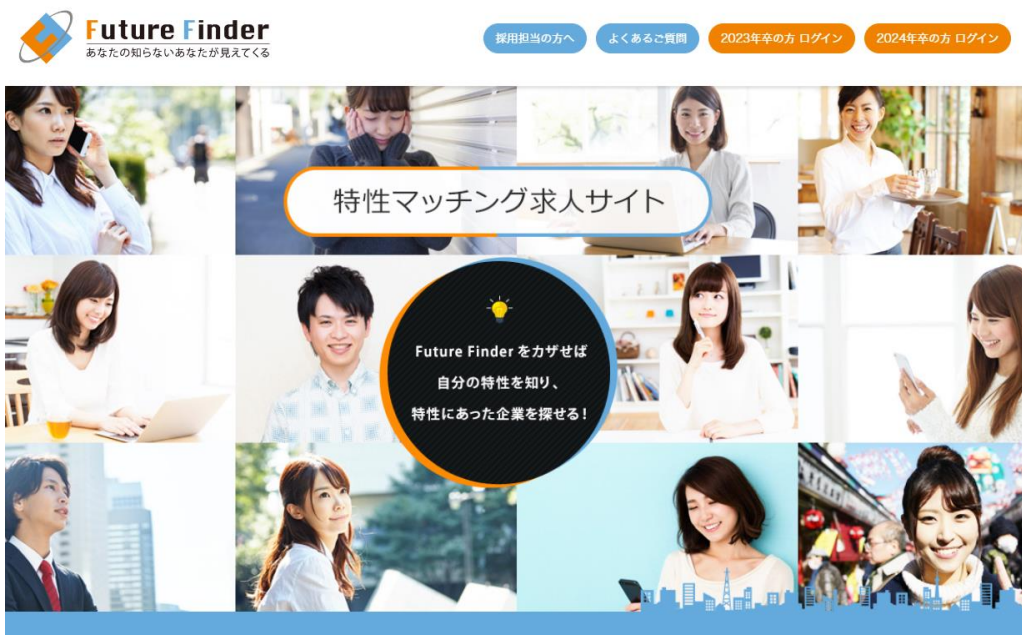 Future Finder
あなたの知らないあなたが見えてくる
採用担当の方へ
よくあるご質問
2023年卒の方 ログイン
2024年卒の方 ログイン
特性マッチング求人サイト
Future Finder をカザせば
自分の特性を知り、
特性にあった企業を探せる!